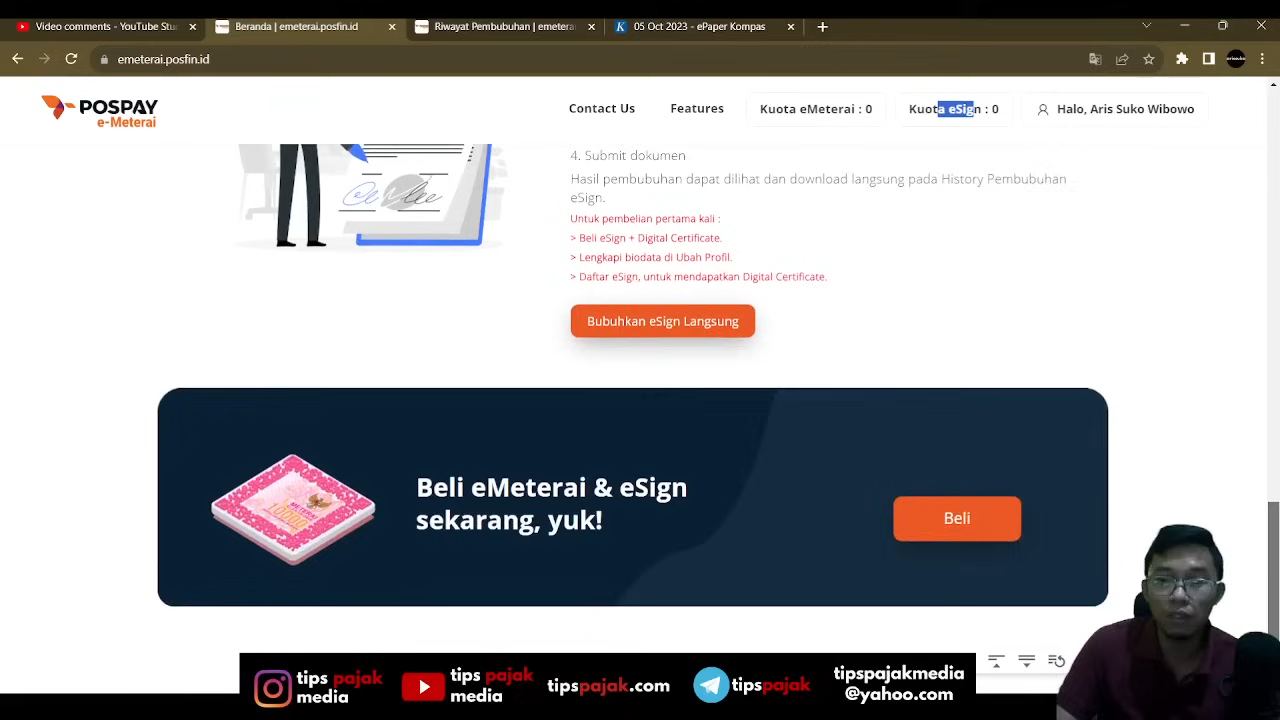 Video comments - YouTube Stu
Beranda | emeterai.posfin.id
Riwayat Pembubuhan | emetera
05 Oct 2023 - ePaper Kompas
emeterai.posfin.id
POSPAY
e-Meterai
Contact Us
Features
Kuota eMeterai : 0
Kuota eSign : 0
Halo, Aris Suko Wibowo
4. Submit dokumen
Hasil pembubuhan dapat dilihat dan download langsung pada History Pembubuhan
eSign.
Untuk pembelian pertama kali :
> Beli eSign + Digital Certificate.
> Lengkapi biodata di Ubah Profil.
> Daftar eSign, untuk mendapatkan Digital Certificate.
Bubuhkan eSign Langsung
Beli eMeterai & eSign
sekarang, yuk!
Beli
tips pajak
media
tips pajak
media
tipspajak.com
tipspajak
tipspajakmedia
@yahoo.com